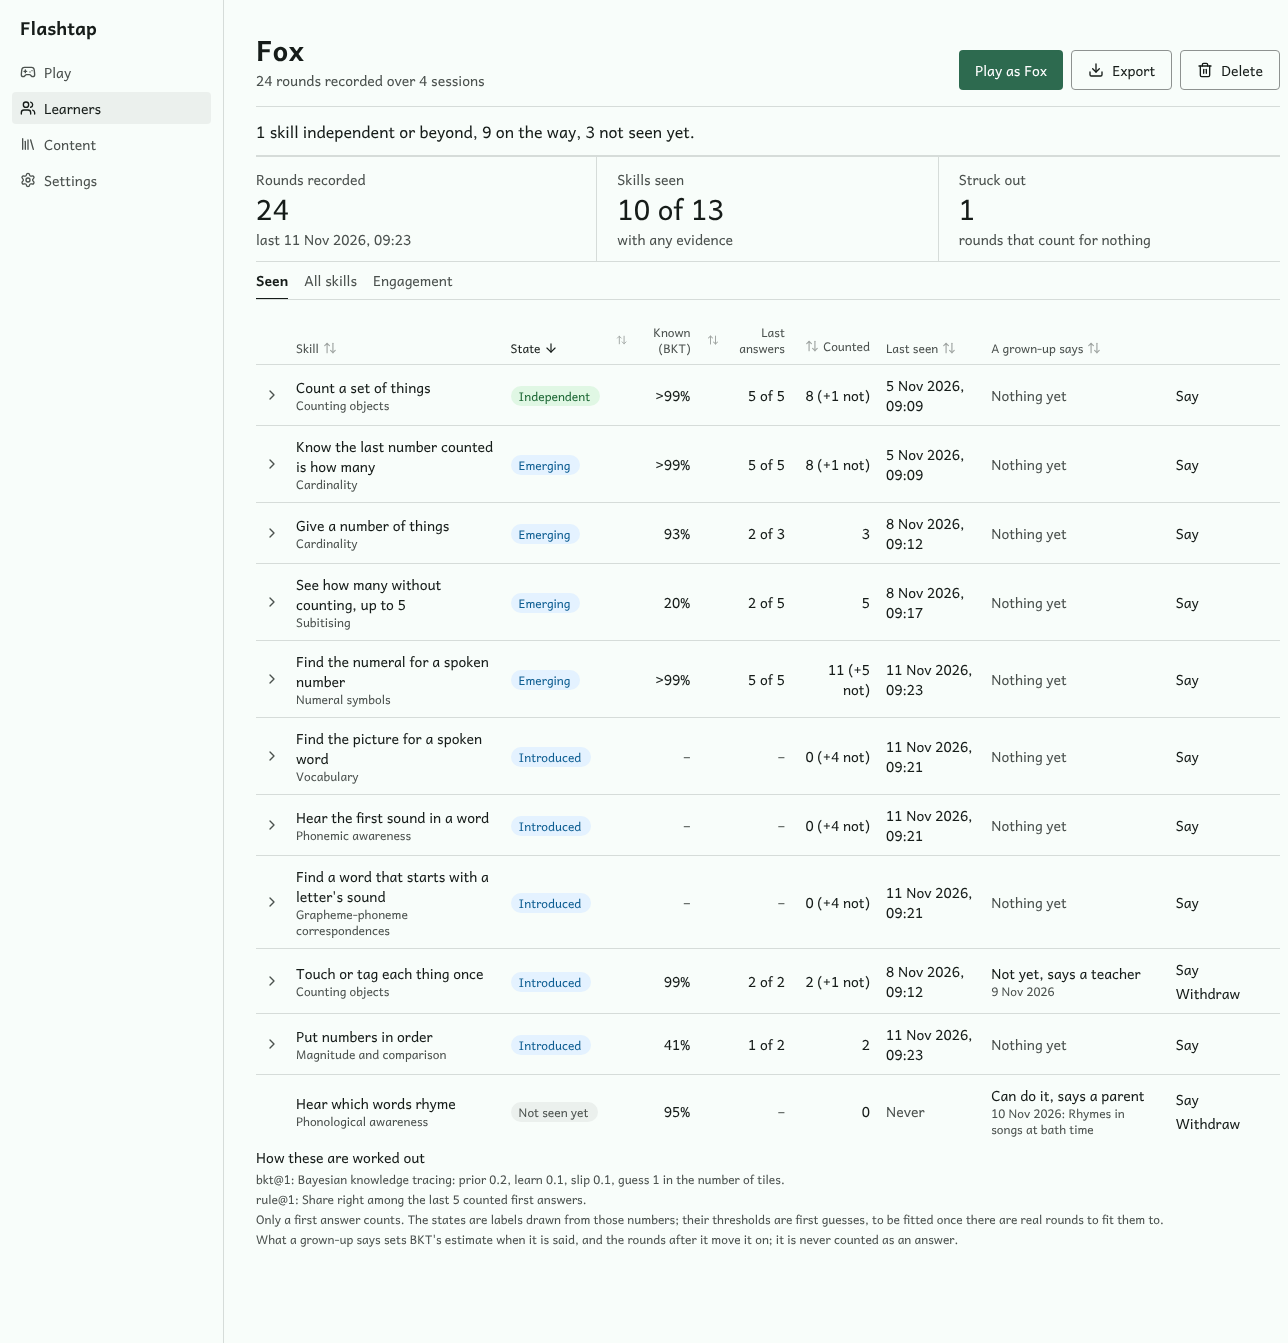 Flashtap
Play
Learners
Content
Settings
Fox
24 rounds recorded over 4 sessions
Play as Fox
Export
Delete
1 skill independent or beyond, 9 on the way, 3 not seen yet.
Rounds recorded
24
last 11 Nov 2026, 09:23
Skills seen
10 of 13
with any evidence
Struck out
1
rounds that count for nothing
Seen All skills Engagement
Skill State Known (BKT) Last answers Counted Last seen A grown-up says
Count a set of things
Counting objects
Independent
>99%
5 of 5
8 (+1 not)
5 Nov 2026,
09:09
Nothing yet
Say
Know the last number counted
is how many
Cardinality
Emerging
>99%
5 of 5
8 (+1 not)
5 Nov 2026,
09:09
Nothing yet
Say
Give a number of things
Cardinality
Emerging
93%
2 of 3
3
8 Nov 2026,
09:12
Nothing yet
Say
See how many without
counting, up to 5
Subitising
Emerging
20%
2 of 5
5
8 Nov 2026,
09:17
Nothing yet
Say
Find the numeral for a spoken
number
Numeral symbols
Emerging
>99%
5 of 5
11 (+5
not)
11 Nov 2026,
09:23
Nothing yet
Say
Find the picture for a spoken
word
Vocabulary
Introduced
–
–
0 (+4 not)
11 Nov 2026,
09:21
Nothing yet
Say
Hear the first sound in a word
Phonemic awareness
Introduced
–
–
0 (+4 not)
11 Nov 2026,
09:21
Nothing yet
Say
Find a word that starts with a
letter's sound
Grapheme-phoneme
correspondences
Introduced
–
–
0 (+4 not)
11 Nov 2026,
09:21
Nothing yet
Say
Touch or tag each thing once
Counting objects
Introduced
99%
2 of 2
2 (+1 not)
8 Nov 2026,
09:12
Not yet, says a teacher
9 Nov 2026
Say
Withdraw
Put numbers in order
Magnitude and comparison
Introduced
41%
1 of 2
2
11 Nov 2026,
09:23
Nothing yet
Say
Hear which words rhyme
Phonological awareness
Not seen yet
95%
–
0
Never
Can do it, says a parent
10 Nov 2026: Rhymes in
songs at bath time
Say
Withdraw
How these are worked out
bkt@1: Bayesian knowledge tracing: prior 0.2, learn 0.1, slip 0.1, guess 1 in the number of tiles.
rule@1: Share right among the last 5 counted first answers.
Only a first answer counts. The states are labels drawn from those numbers; their thresholds are first guesses, to be fitted once there are real rounds to fit them to.
What a grown-up says sets BKT's estimate when it is said, and the rounds after it move it on; it is never counted as an answer.